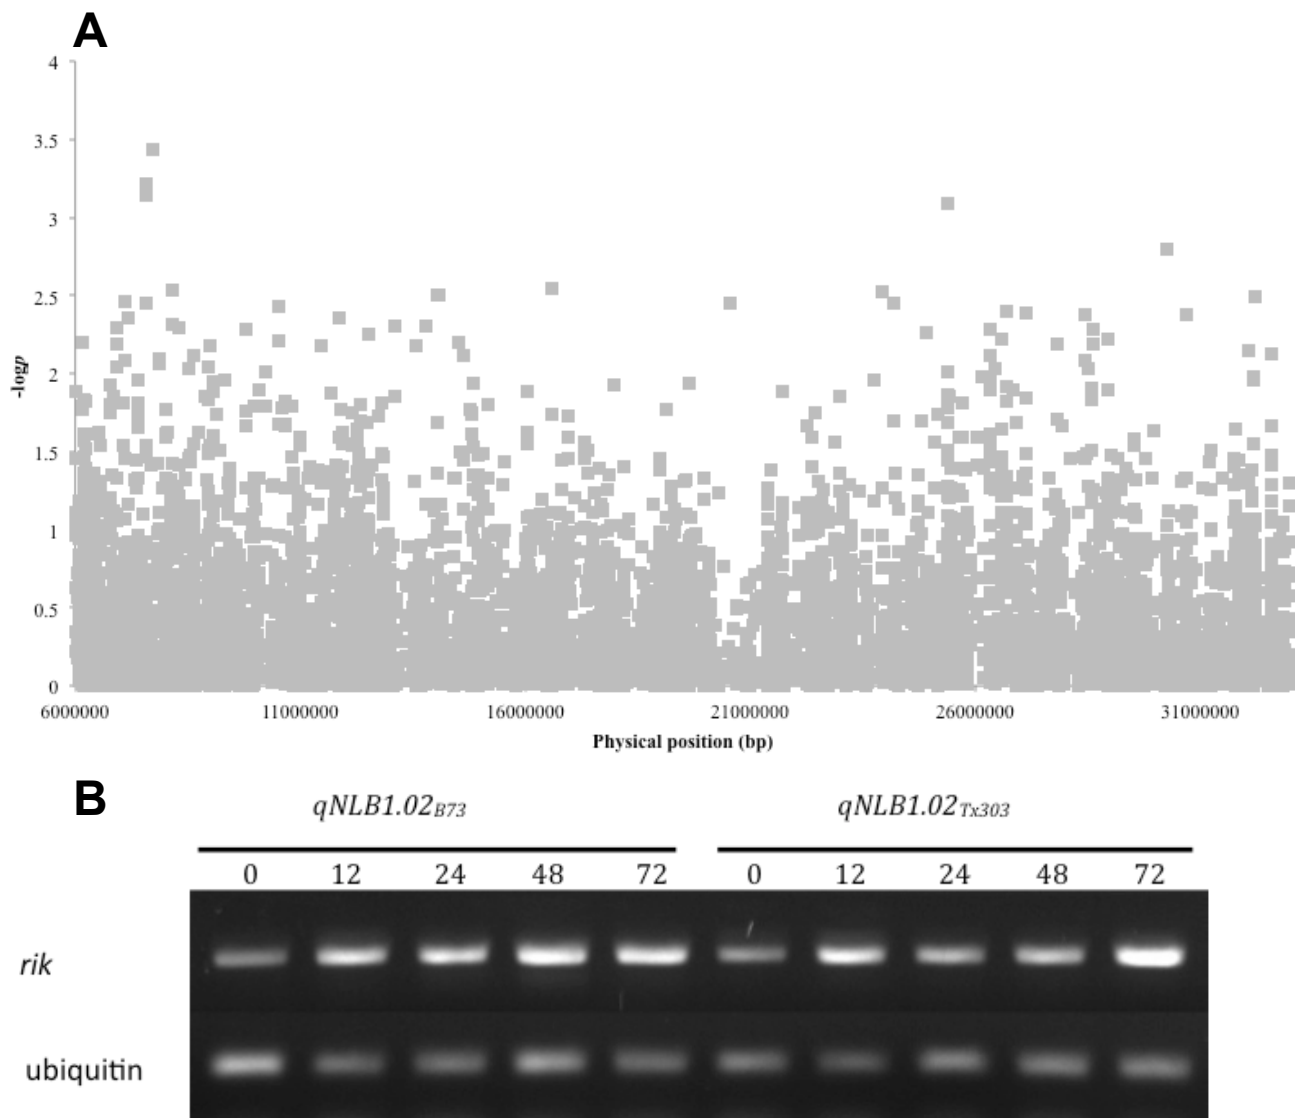 A
4
3.5
3
2.5
2
1.5
1
0.5
0
-logp
6000000 11000000 16000000 21000000 26000000 31000000
Physical position (bp)
B
qNLB1.02B73 qNLB1.02Tx303
0 12 24 48 72 0 12 24 48 72
rik
ubiquitin